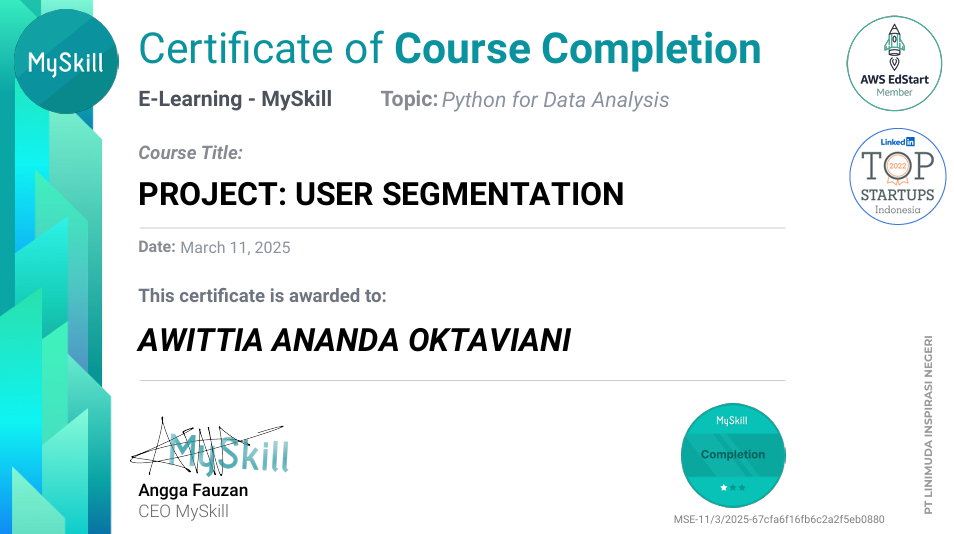 MySkill
Certificate of Course Completion
E-Learning - MySkill
Topic: Python for Data Analysis
AWS EdStart
Member
Course Title:
PROJECT: USER SEGMENTATION
LinkedIn
TOP
2022
STARTUPS
Indonesia
Date: March 11, 2025
This certificate is awarded to:
AWITTIA ANANDA OKTAVIANI
MySkill
Angga Fauzan
CEO MySkill
MySkill
Completion
MSE-11/3/2025-67cfa6f16fb6c2a2f5eb0880
PT LINIMUDA INSPIRASI NEGERI